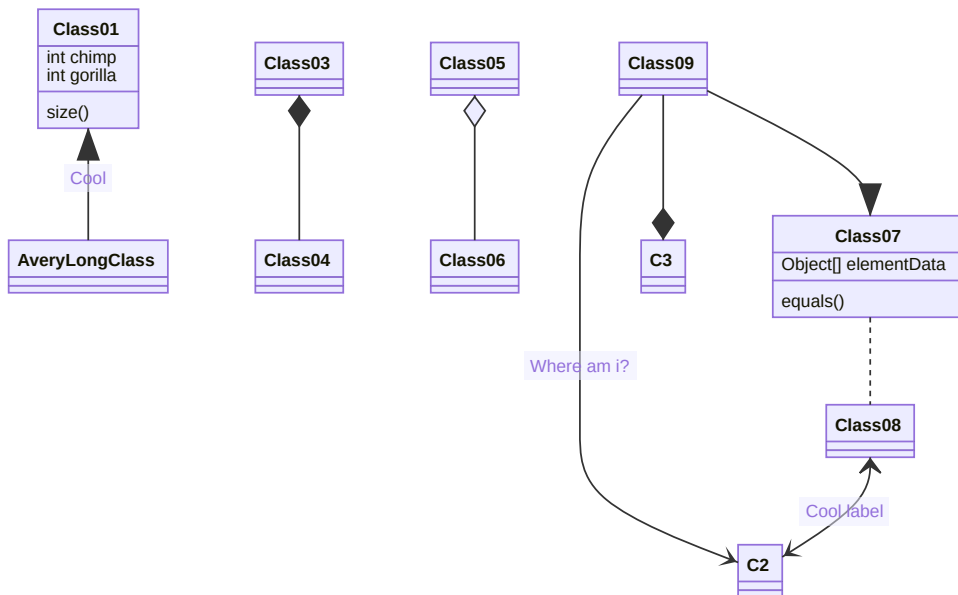 Class01
int chimp
int gorilla
size()
Class03
Class05
Class09
Cool
Class07
Object[] elementData
equals()
AveryLongClass
Class04
Class06
C3
Where am i?
Class08
Cool label
C2